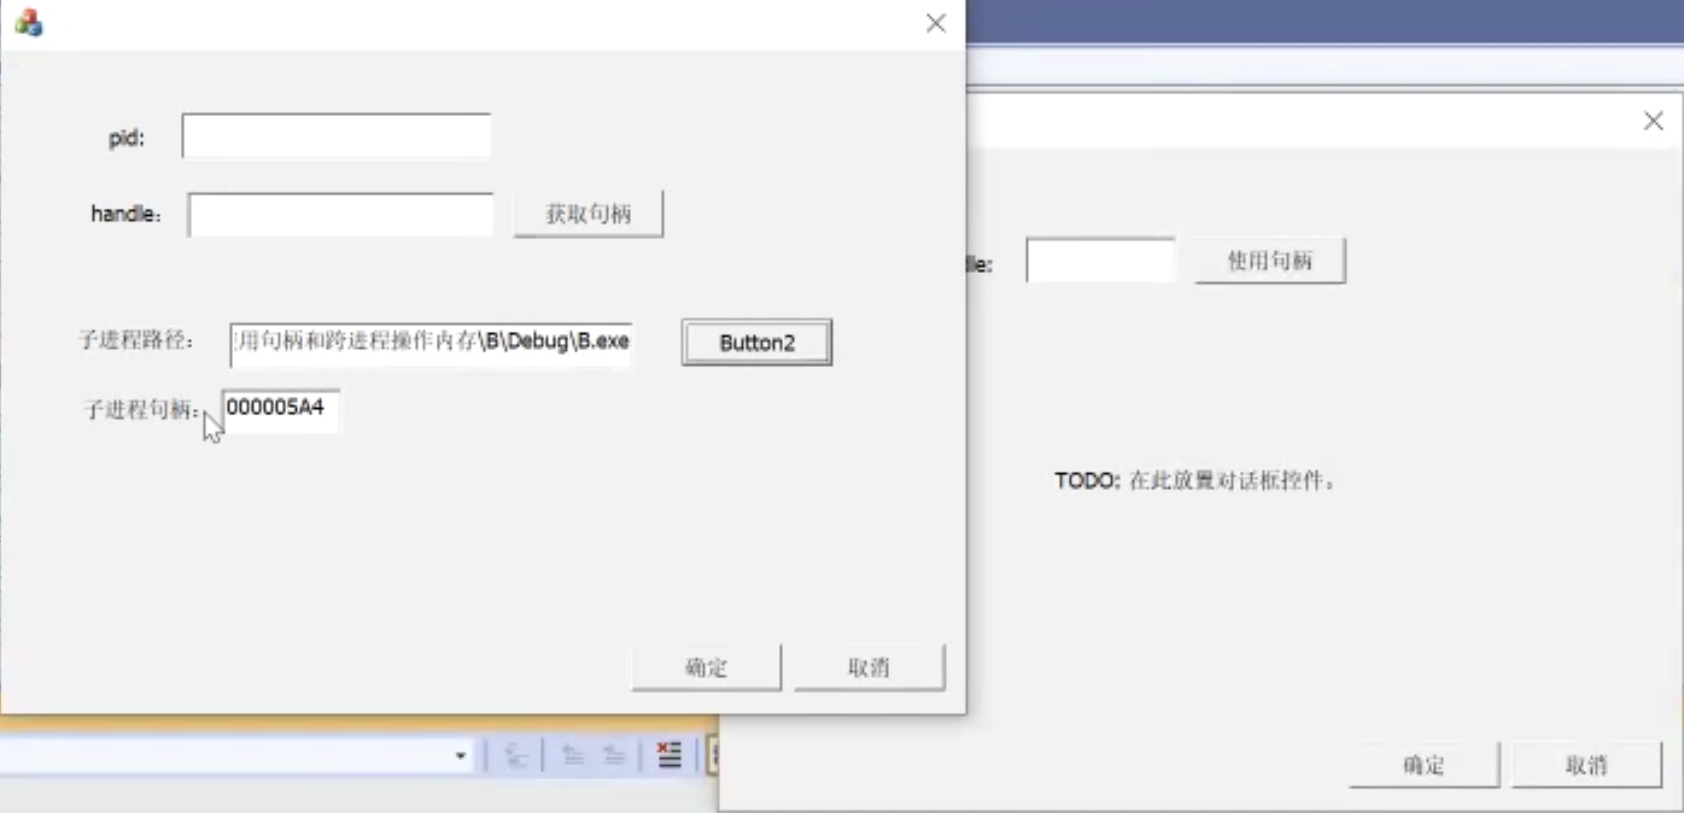 pid:
handle:
获取句柄
子进程路径:
用句柄和跨进程操作内存\B\Debug\B.exe
Button2
子进程句柄:
000005A4
确定
取消
le:
使用句柄
TODO: 在此放置对话框控件。
确定
取消